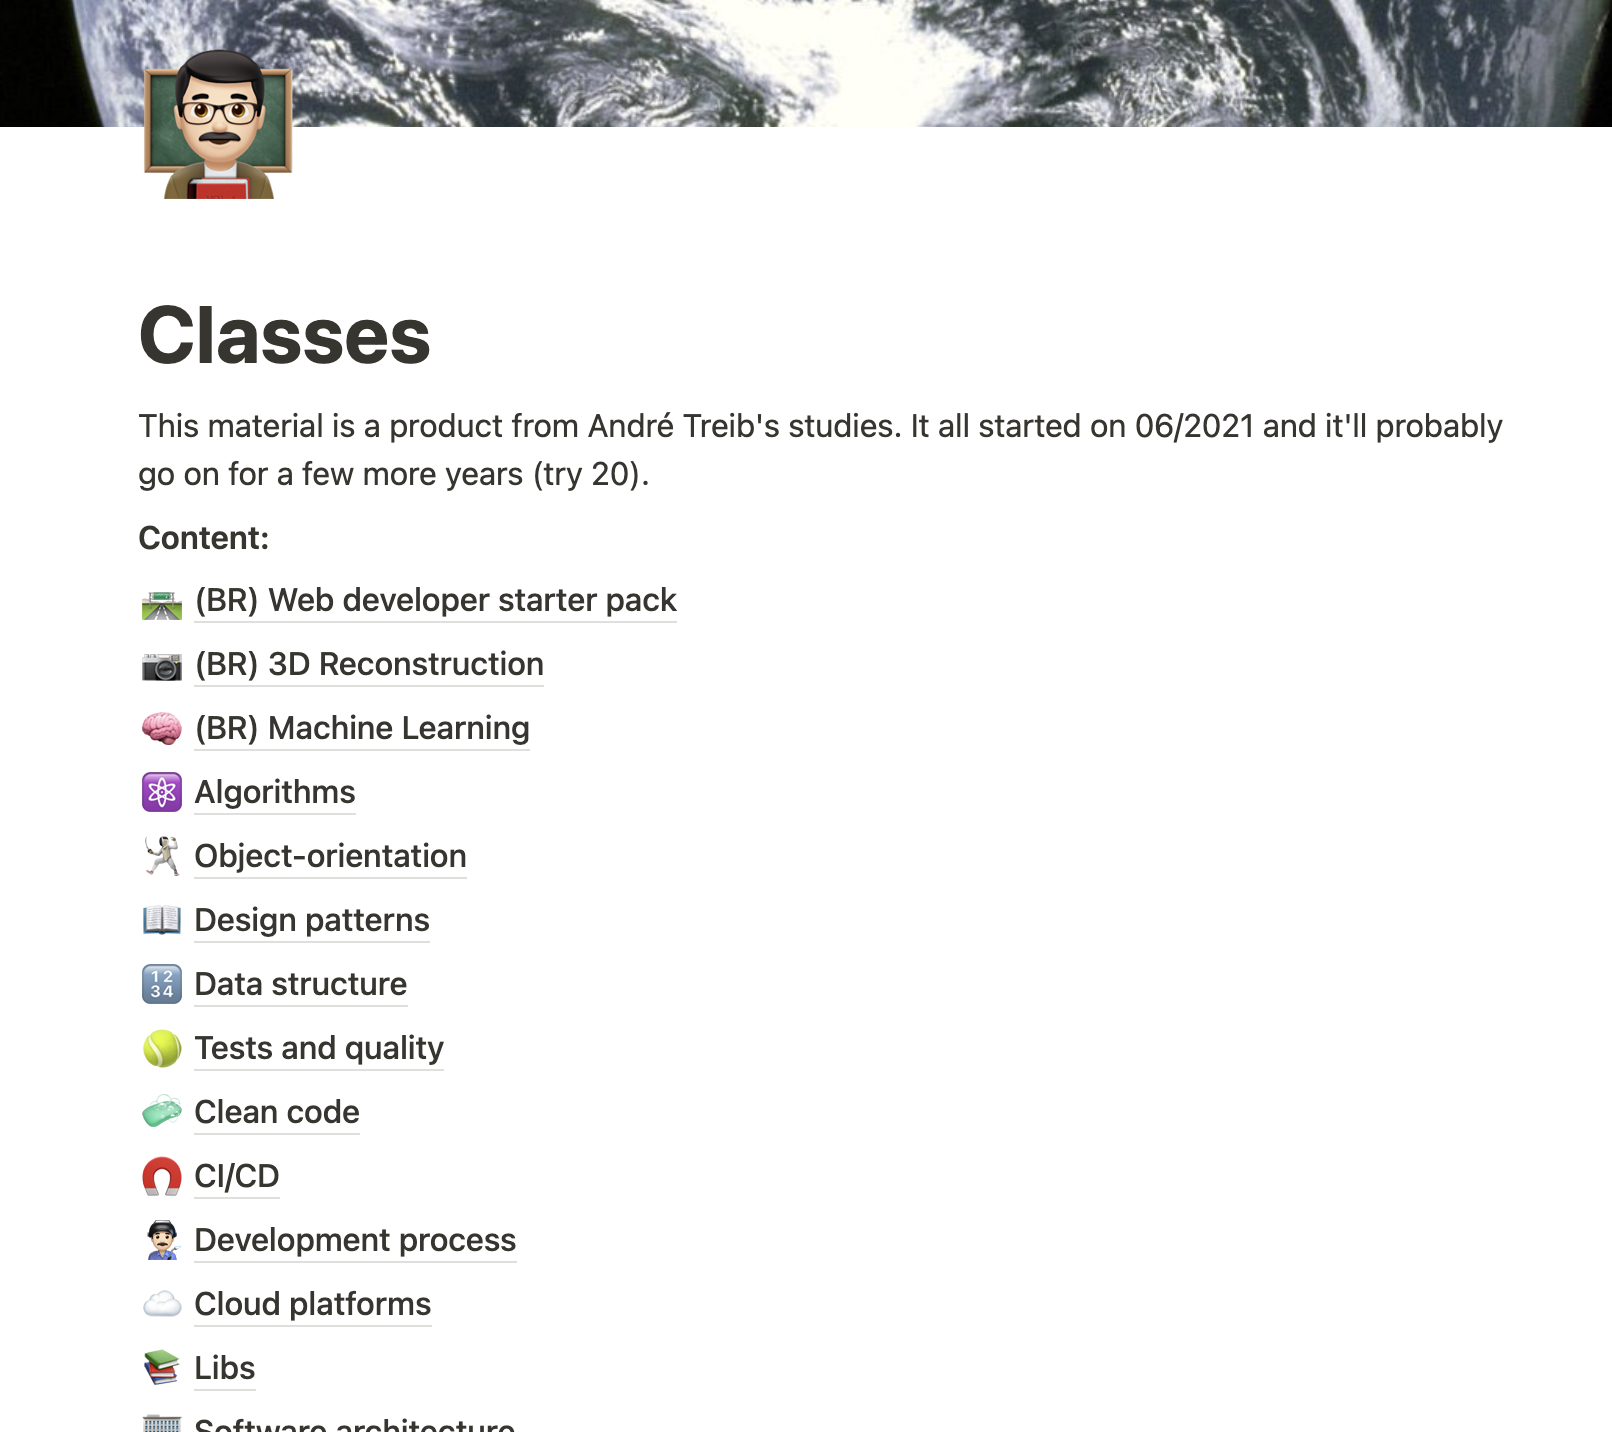 Classes
This material is a product from André Treib's studies. It all started on 06/2021 and it'll probably
go on for a few more years (try 20).
Content:
(BR) Web developer starter pack
(BR) 3D Reconstruction
(BR) Machine Learning
Algorithms
Object-orientation
Design patterns
1234 Data structure
Tests and quality
Clean code
CI/CD
Development process
Cloud platforms
Libs
Software architecture